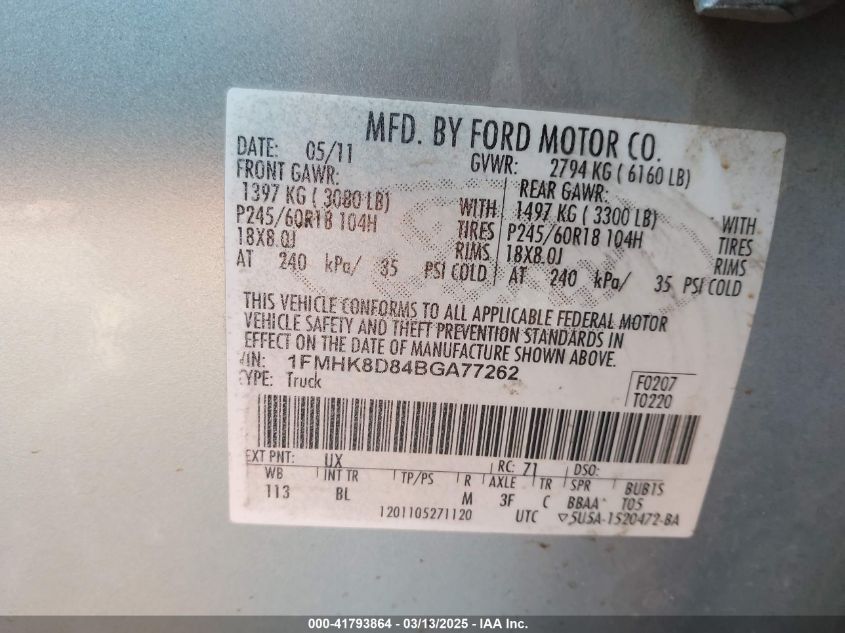 MFD. BY FORD MOTOR CO.
DATE: 05/11 GVWR: 2794 KG ( 6160 LB)
FRONT GAWR: REAR GAWR:
1397 KG ( 3080 LB) WITH 1497 KG ( 3300 LB) WITH
P245/60R18 104H TIRES P245/60R18 104H TIRES
18X8.0J RIMS 18X8.0J RIMS
AT 240 kPa/ 35 PSI COLD AT 240 kPa/ 35 PSI COLD
THIS VEHICLE CONFORMS TO ALL APPLICABLE FEDERAL MOTOR
VEHICLE SAFETY AND THEFT PREVENTION STANDARDS IN
EFFECT ON THE DATE OF MANUFACTURE SHOWN ABOVE.
VIN: 1FMHK8D84BGA77262
TYPE: Truck F0207
T0220
EXT PNT: UX RC: 71 DSO:
WB INT TR TP/PS R AXLE TR SPR BUB1S
113 BL M 3F C BBAA T05
1201105271120 UTC ▽5U5A-1520472-BA
000-41793864 / 03/13/2025 - IAA Inc.